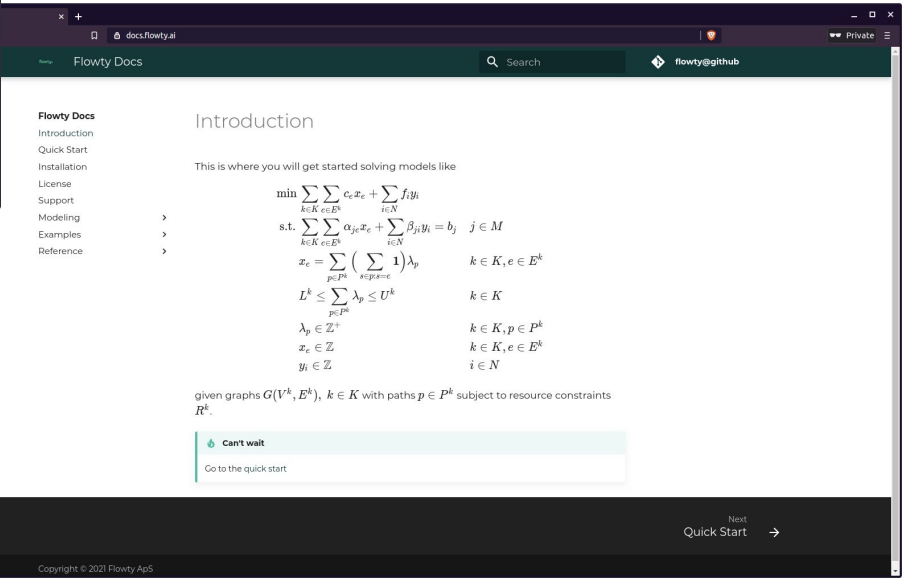 docs.flowty.ai
Private
Flowty Docs
Search
flowty@github
Flowty Docs
Introduction
Quick Start
Installation
License
Support
Modeling
Examples
Reference
Introduction
This is where you will get started solving models like
min ∑_{k∈K} ∑_{e∈E^k} c_e x_e + ∑_{i∈N} f_i y_i
s.t. ∑_{k∈K} ∑_{e∈E^k} α_{je} x_e + ∑_{i∈N} β_{ji} y_i = b_j j ∈ M
x_e = ∑_{p∈P^k} ( ∑_{s∈p:s=e} 1 ) λ_p k ∈ K, e ∈ E^k
L^k ≤ ∑_{p∈P^k} λ_p ≤ U^k k ∈ K
λ_p ∈ ℤ^+ k ∈ K, p ∈ P^k
x_e ∈ ℤ k ∈ K, e ∈ E^k
y_i ∈ ℤ i ∈ N
given graphs G(V^k, E^k), k ∈ K with paths p ∈ P^k subject to resource constraints
R^k.
Can't wait
Go to the quick start
Next
Quick Start
Copyright © 2021 Flowty ApS